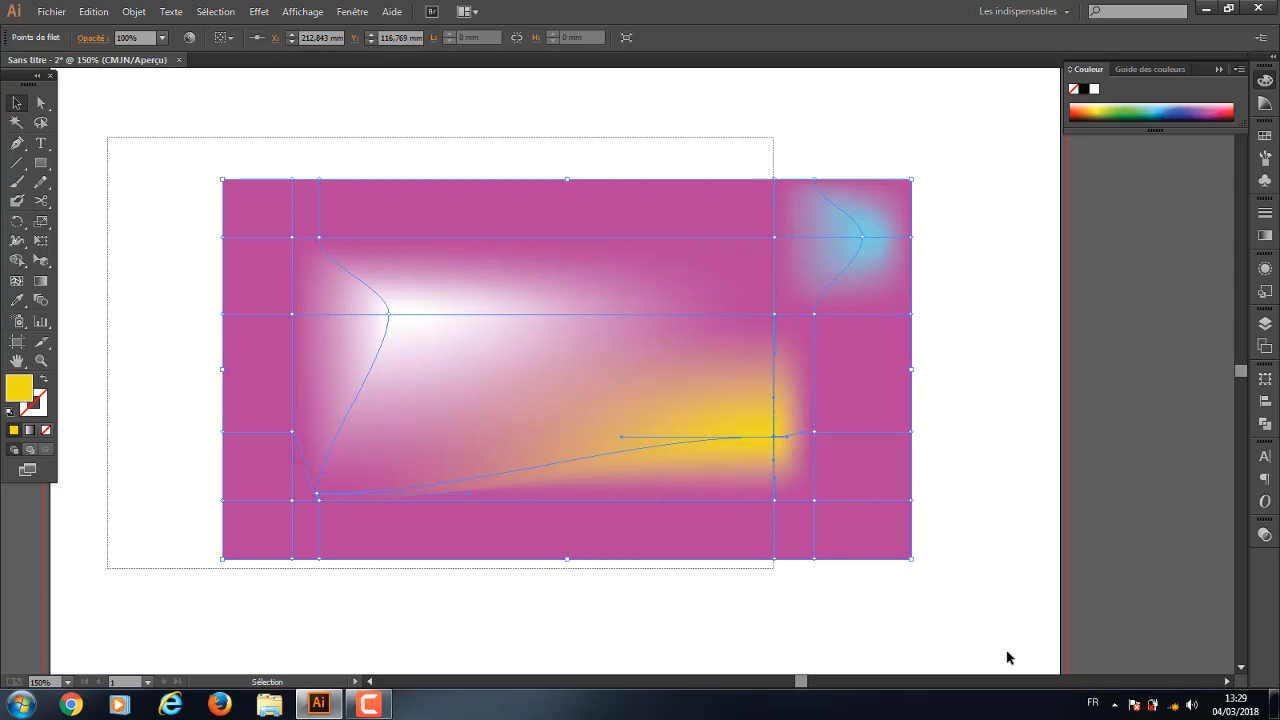 Ai Fichier Edition Objet Texte Sélection Effet Affichage Fenêtre Aide Br Les indispensables
Points de filet Opacité : 100% X: 212,843 mm Y: 116,769 mm L: 0 mm H: 0 mm
Sans titre - 2* @ 150% (CMJN/Aperçu) ×
Couleur Guide des couleurs
150% 1 Sélection
Ai FR 13:29
04/03/2018